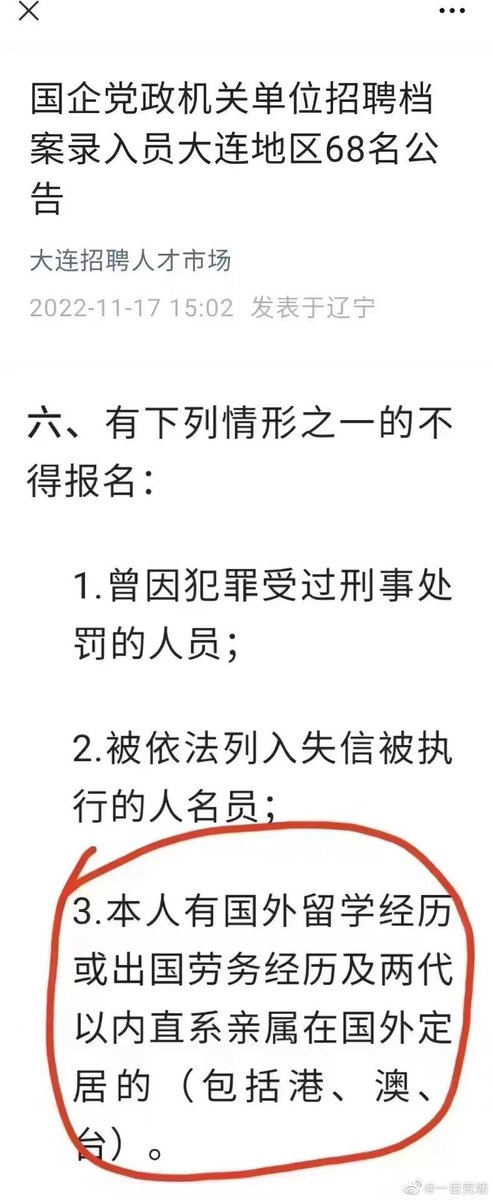 国企党政机关单位招聘档
案录入员大连地区68名公
告
大连招聘人才市场
2022-11-17 15:02 发表于辽宁
六、有下列情形之一的不
得报名：
1.曾因犯罪受过刑事处
罚的人员；
2.被依法列入失信被执
行的人名员；
3.本人有国外留学经历
或出国劳务经历及两代
以内直系亲属在国外定
居的（包括港、澳、
台）。